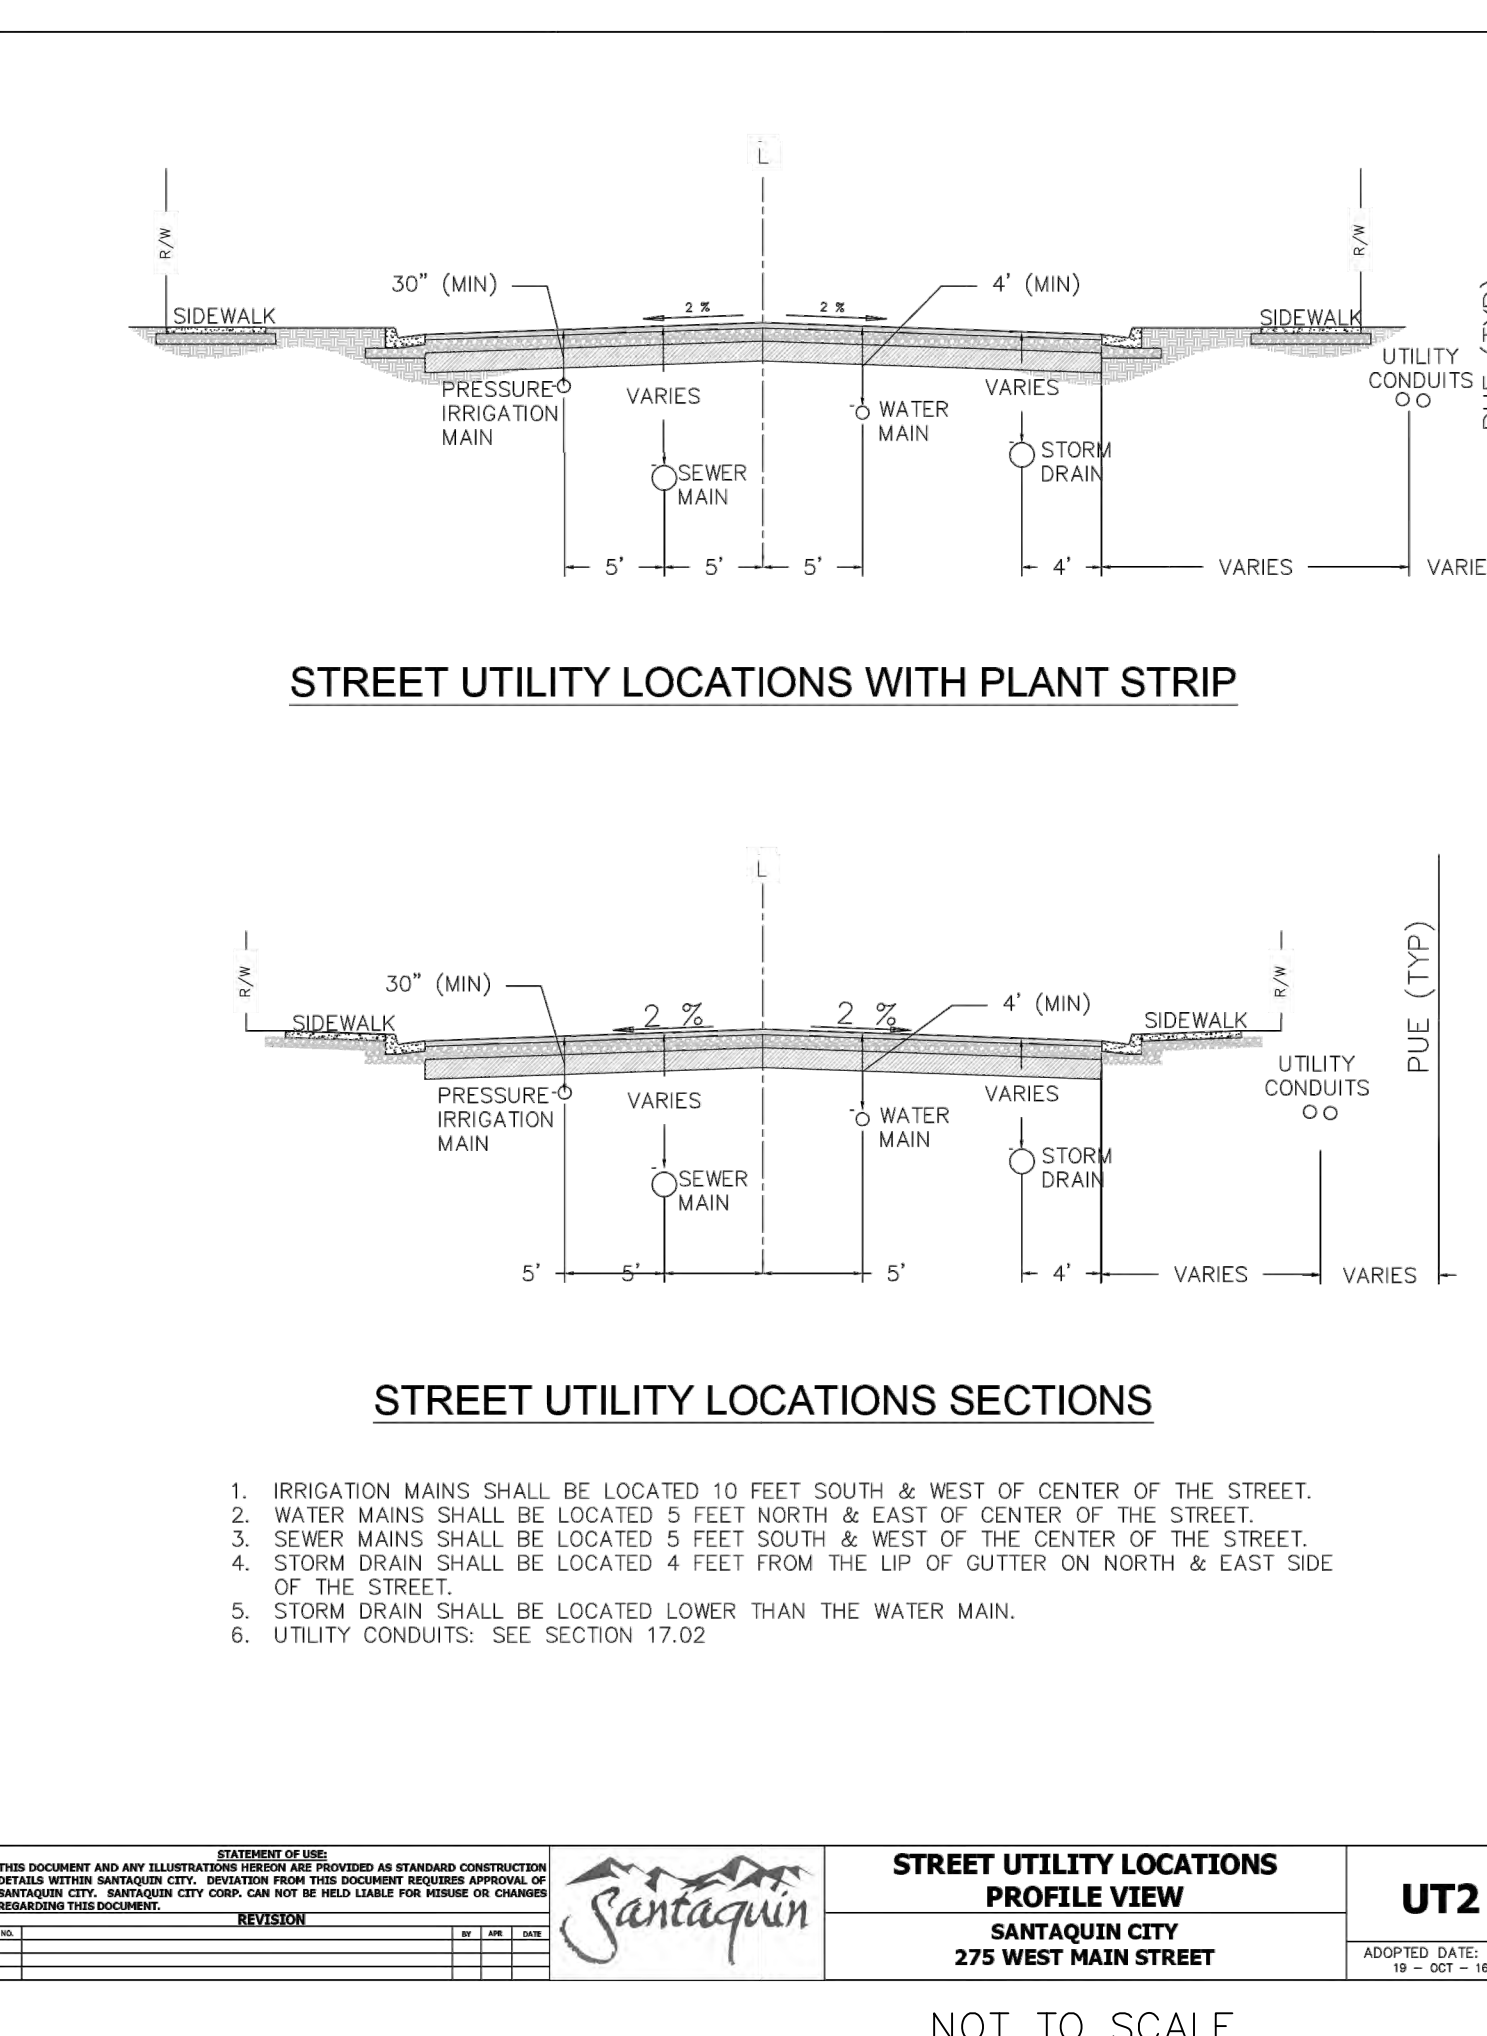 L
R/W
R/W
30" (MIN)
4' (MIN)
2 %
2 %
SIDEWALK
SIDEWALK
UTILITY
CONDUITS
PRESSURE
IRRIGATION
MAIN
VARIES
WATER
MAIN
VARIES
STORM
DRAIN
SEWER
MAIN
5'
5'
5'
4'
VARIES
STREET UTILITY LOCATIONS WITH PLANT STRIP
L
R/W
R/W
PUE (TYP)
30" (MIN)
4' (MIN)
2 %
2 %
SIDEWALK
SIDEWALK
UTILITY
CONDUITS
PRESSURE
IRRIGATION
MAIN
VARIES
WATER
MAIN
VARIES
STORM
DRAIN
SEWER
MAIN
5'
5'
5'
4'
VARIES
VARIES
STREET UTILITY LOCATIONS SECTIONS
1. IRRIGATION MAINS SHALL BE LOCATED 10 FEET SOUTH & WEST OF CENTER OF THE STREET.
2. WATER MAINS SHALL BE LOCATED 5 FEET NORTH & EAST OF CENTER OF THE STREET.
3. SEWER MAINS SHALL BE LOCATED 5 FEET SOUTH & WEST OF THE CENTER OF THE STREET.
4. STORM DRAIN SHALL BE LOCATED 4 FEET FROM THE LIP OF GUTTER ON NORTH & EAST SIDE
OF THE STREET.
5. STORM DRAIN SHALL BE LOCATED LOWER THAN THE WATER MAIN.
6. UTILITY CONDUITS: SEE SECTION 17.02
STATEMENT OF USE:
THIS DOCUMENT AND ANY ILLUSTRATIONS HEREON ARE PROVIDED AS STANDARD CONSTRUCTION
DETAILS WITHIN SANTAQUIN CITY. DEVIATION FROM THIS DOCUMENT REQUIRES APPROVAL OF
SANTAQUIN CITY. SANTAQUIN CITY CORP. CAN NOT BE HELD LIABLE FOR MISUSE OR CHANGES
REGARDING THIS DOCUMENT.
REVISION
NO.
BY
APR
DATE
Santaquin
STREET UTILITY LOCATIONS
PROFILE VIEW
SANTAQUIN CITY
275 WEST MAIN STREET
UT2
ADOPTED DATE:
19 - OCT - 16
NOT TO SCALE